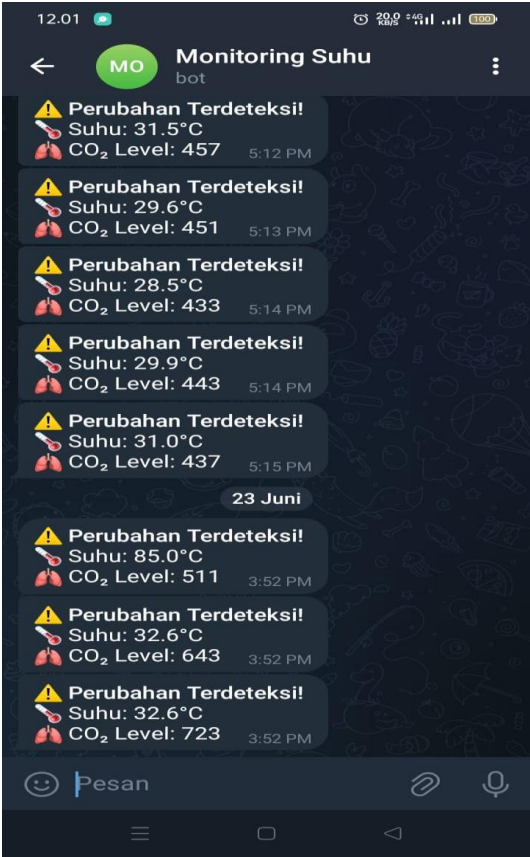 12.01
20.0 KB/S 4G 100
MO
Monitoring Suhu
bot
Perubahan Terdeteksi!
Suhu: 31.5°C
CO₂ Level: 457 5:12 PM
Perubahan Terdeteksi!
Suhu: 29.6°C
CO₂ Level: 451 5:13 PM
Perubahan Terdeteksi!
Suhu: 28.5°C
CO₂ Level: 433 5:14 PM
Perubahan Terdeteksi!
Suhu: 29.9°C
CO₂ Level: 443 5:14 PM
Perubahan Terdeteksi!
Suhu: 31.0°C
CO₂ Level: 437 5:15 PM
23 Juni
Perubahan Terdeteksi!
Suhu: 85.0°C
CO₂ Level: 511 3:52 PM
Perubahan Terdeteksi!
Suhu: 32.6°C
CO₂ Level: 643 3:52 PM
Perubahan Terdeteksi!
Suhu: 32.6°C
CO₂ Level: 723 3:52 PM
Pesan